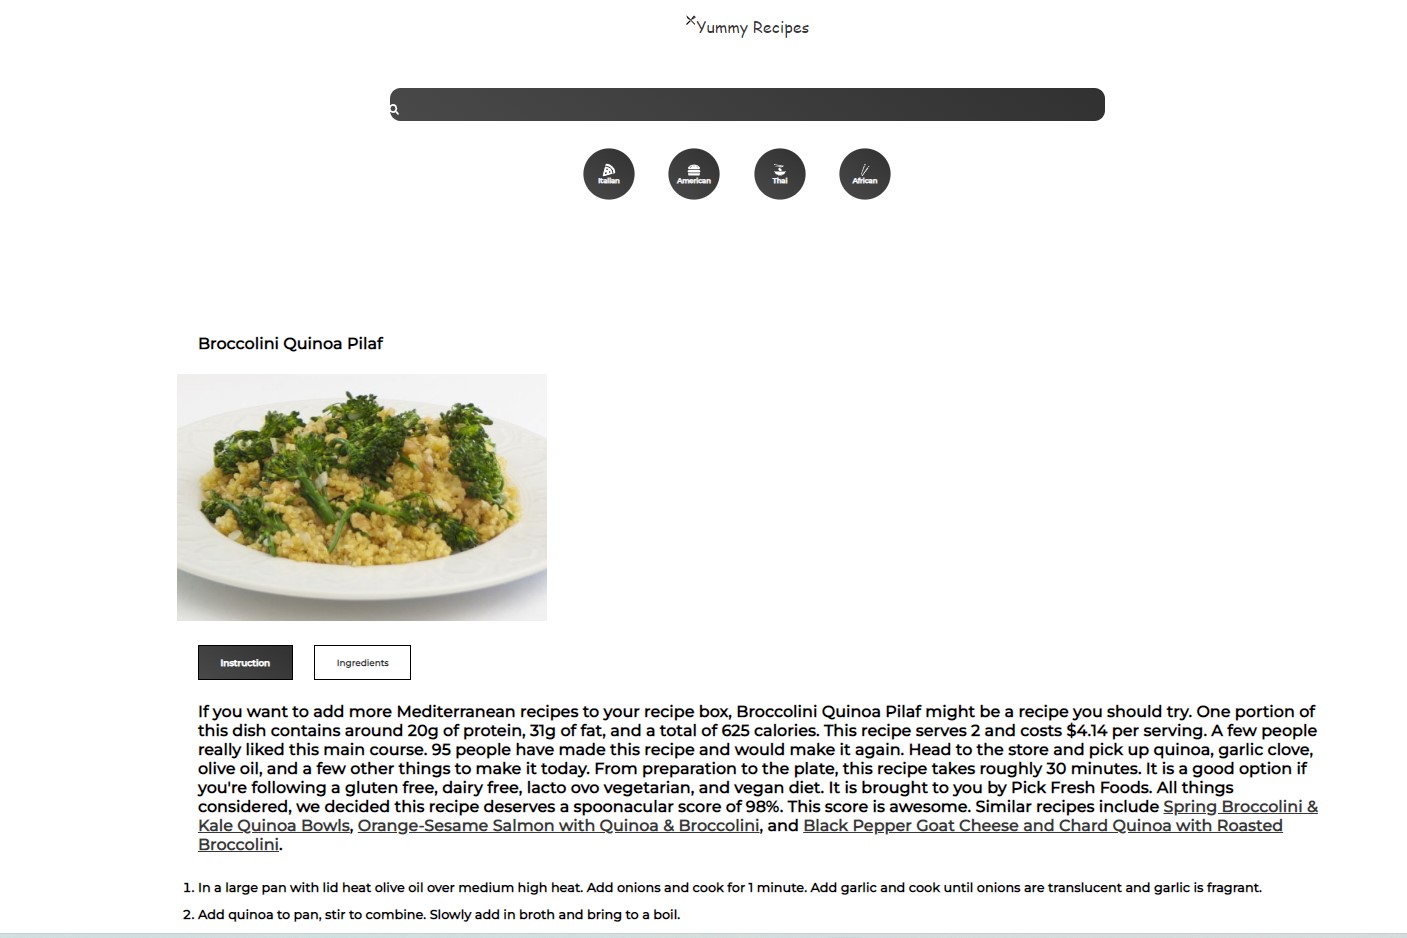 Yummy Recipes
Italian
American
Thai
African
Broccolini Quinoa Pilaf
Instruction
Ingredients
If you want to add more Mediterranean recipes to your recipe box, Broccolini Quinoa Pilaf might be a recipe you should try. One portion of
this dish contains around 20g of protein, 31g of fat, and a total of 625 calories. This recipe serves 2 and costs $4.14 per serving. A few people
really liked this main course. 95 people have made this recipe and would make it again. Head to the store and pick up quinoa, garlic clove,
olive oil, and a few other things to make it today. From preparation to the plate, this recipe takes roughly 30 minutes. It is a good option if
you're following a gluten free, dairy free, lacto ovo vegetarian, and vegan diet. It is brought to you by Pick Fresh Foods. All things
considered, we decided this recipe deserves a spoonacular score of 98%. This score is awesome. Similar recipes include Spring Broccolini &
Kale Quinoa Bowls, Orange-Sesame Salmon with Quinoa & Broccolini, and Black Pepper Goat Cheese and Chard Quinoa with Roasted
Broccolini.
1. In a large pan with lid heat olive oil over medium high heat. Add onions and cook for 1 minute. Add garlic and cook until onions are translucent and garlic is fragrant.
2. Add quinoa to pan, stir to combine. Slowly add in broth and bring to a boil.